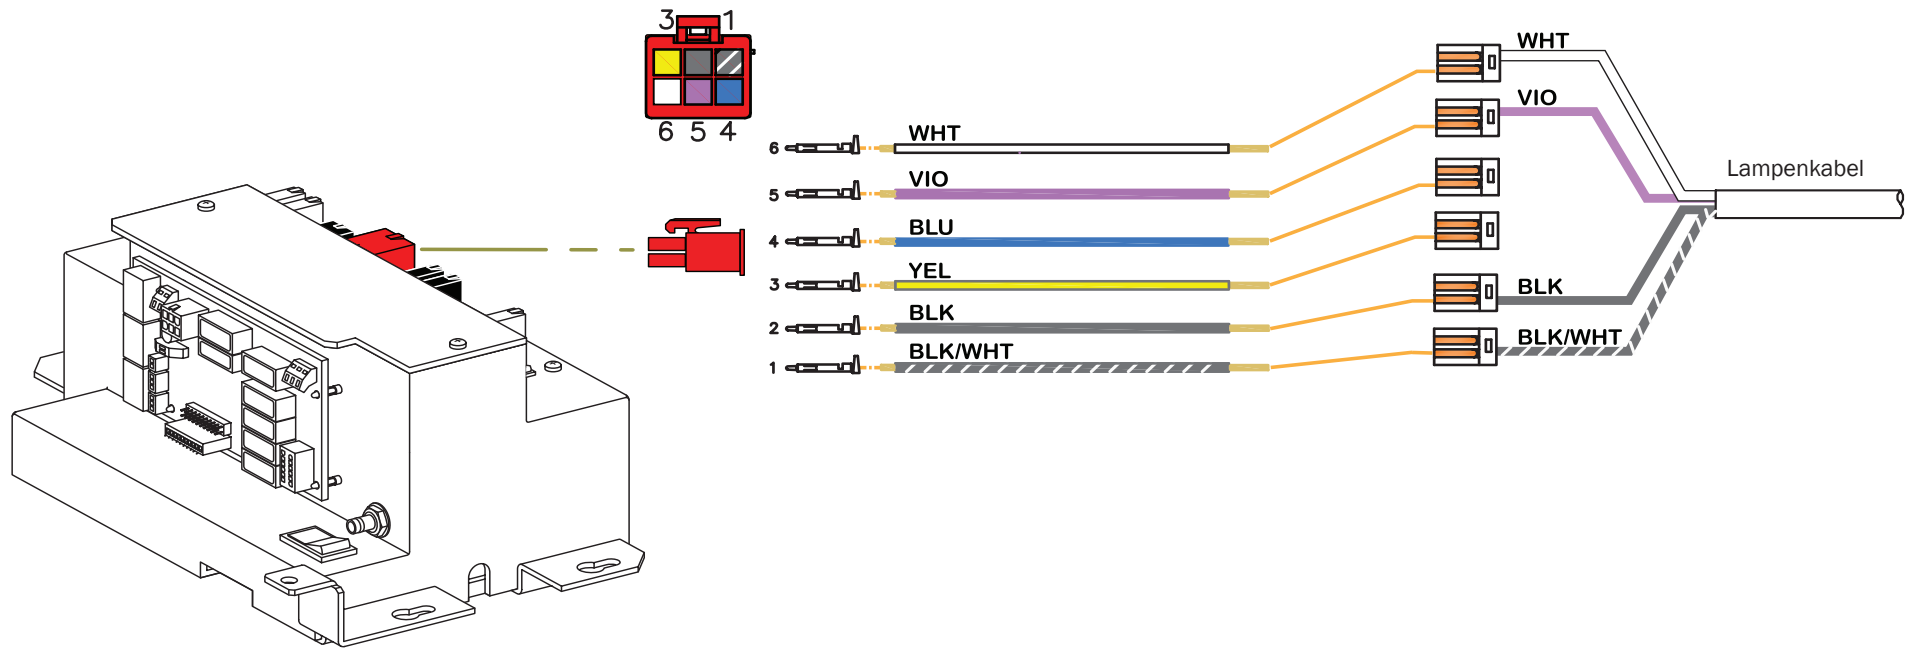 3 1
6 5 4
6 WHT
5 VIO
4 BLU
3 YEL
2 BLK
1 BLK/WHT
WHT
VIO
BLK
BLK/WHT
Lampenkabel